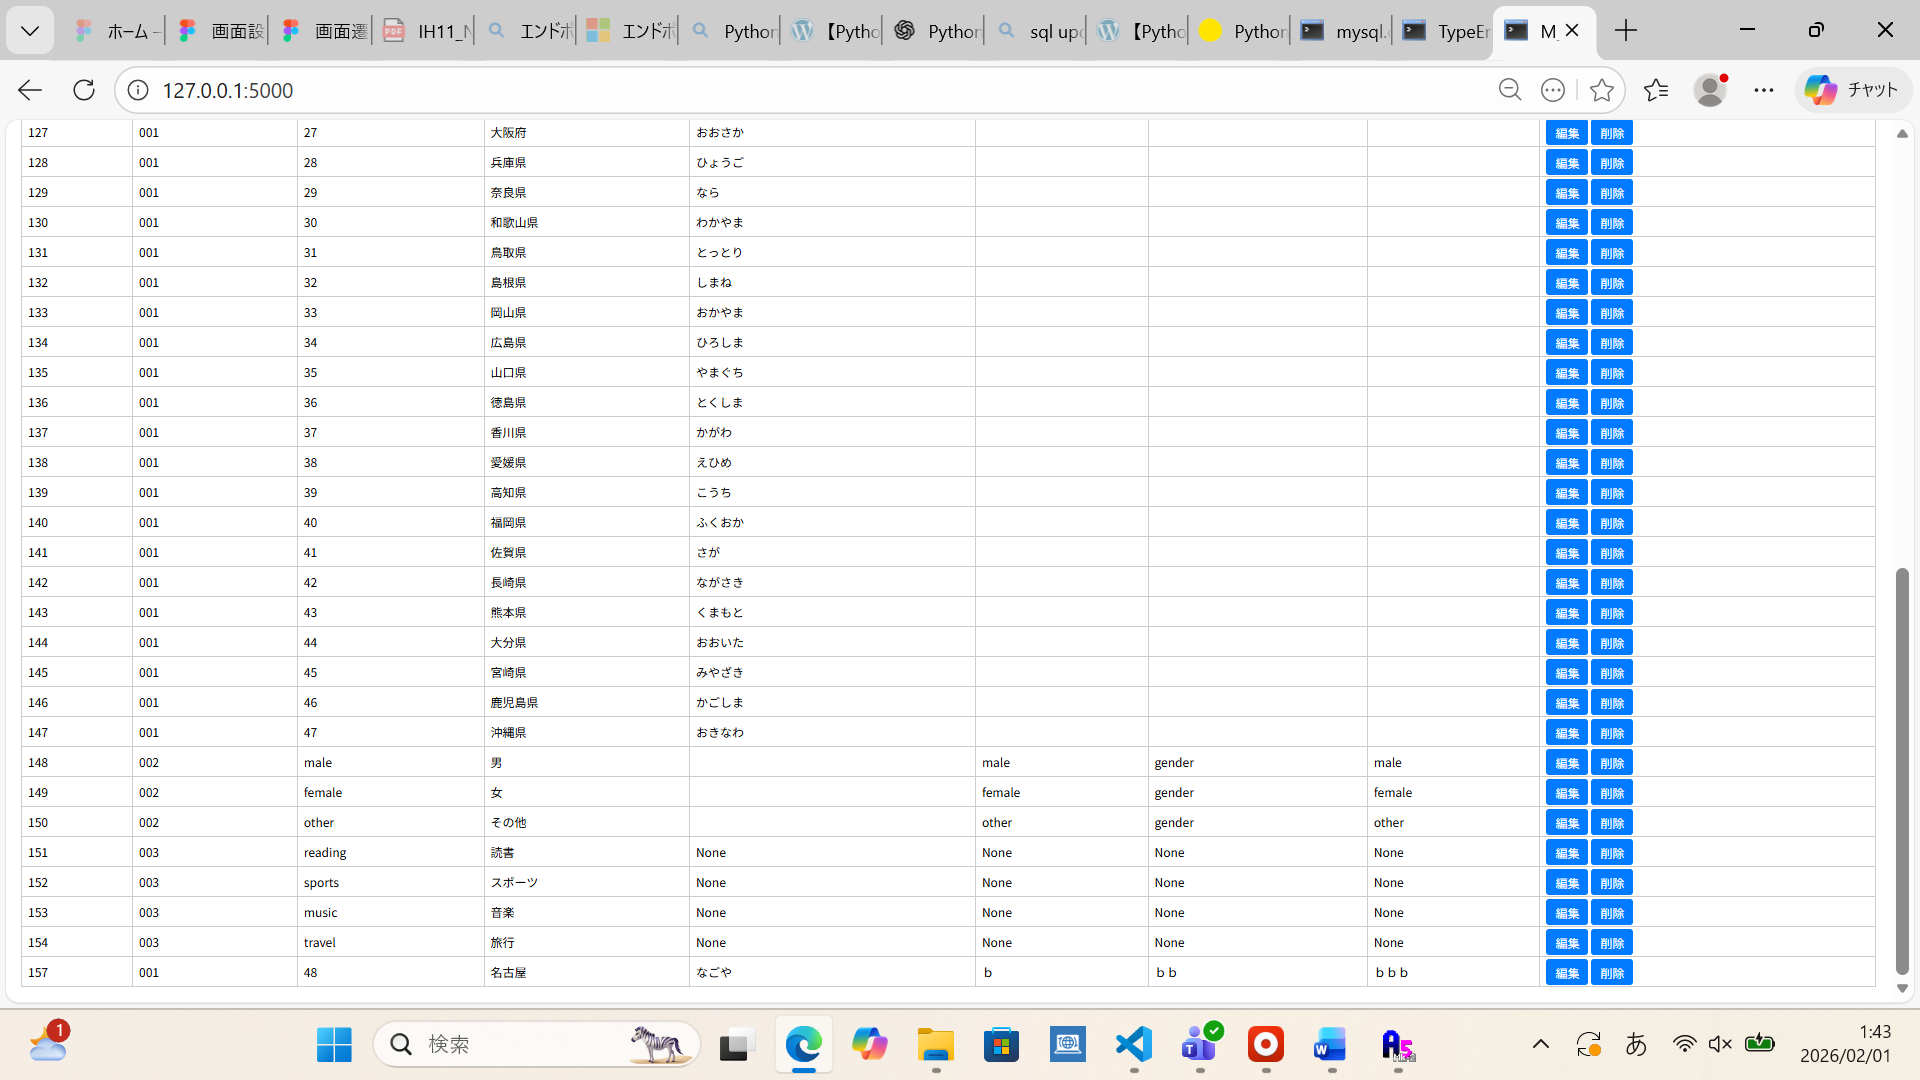 ホーム -
画面設
画面遷
IH11_N
エンドポ
エンドポ
Python
【Pytho
Python
sql upd
【Pytho
Python
mysql.c
TypeEr
M_
127.0.0.1:5000
チャット
127 001 27 大阪府 おおさか 編集 削除
128 001 28 兵庫県 ひょうご 編集 削除
129 001 29 奈良県 なら 編集 削除
130 001 30 和歌山県 わかやま 編集 削除
131 001 31 鳥取県 とっとり 編集 削除
132 001 32 島根県 しまね 編集 削除
133 001 33 岡山県 おかやま 編集 削除
134 001 34 広島県 ひろしま 編集 削除
135 001 35 山口県 やまぐち 編集 削除
136 001 36 徳島県 とくしま 編集 削除
137 001 37 香川県 かがわ 編集 削除
138 001 38 愛媛県 えひめ 編集 削除
139 001 39 高知県 こうち 編集 削除
140 001 40 福岡県 ふくおか 編集 削除
141 001 41 佐賀県 さが 編集 削除
142 001 42 長崎県 ながさき 編集 削除
143 001 43 熊本県 くまもと 編集 削除
144 001 44 大分県 おおいた 編集 削除
145 001 45 宮崎県 みやざき 編集 削除
146 001 46 鹿児島県 かごしま 編集 削除
147 001 47 沖縄県 おきなわ 編集 削除
148 002 male 男 male gender male 編集 削除
149 002 female 女 female gender female 編集 削除
150 002 other その他 other gender other 編集 削除
151 003 reading 読書 None None None None 編集 削除
152 003 sports スポーツ None None None None 編集 削除
153 003 music 音楽 None None None None 編集 削除
154 003 travel 旅行 None None None None 編集 削除
157 001 48 名古屋 なごや ｂ ｂｂ ｂｂｂ 編集 削除
1
検索
あ
1:43
2026/02/01